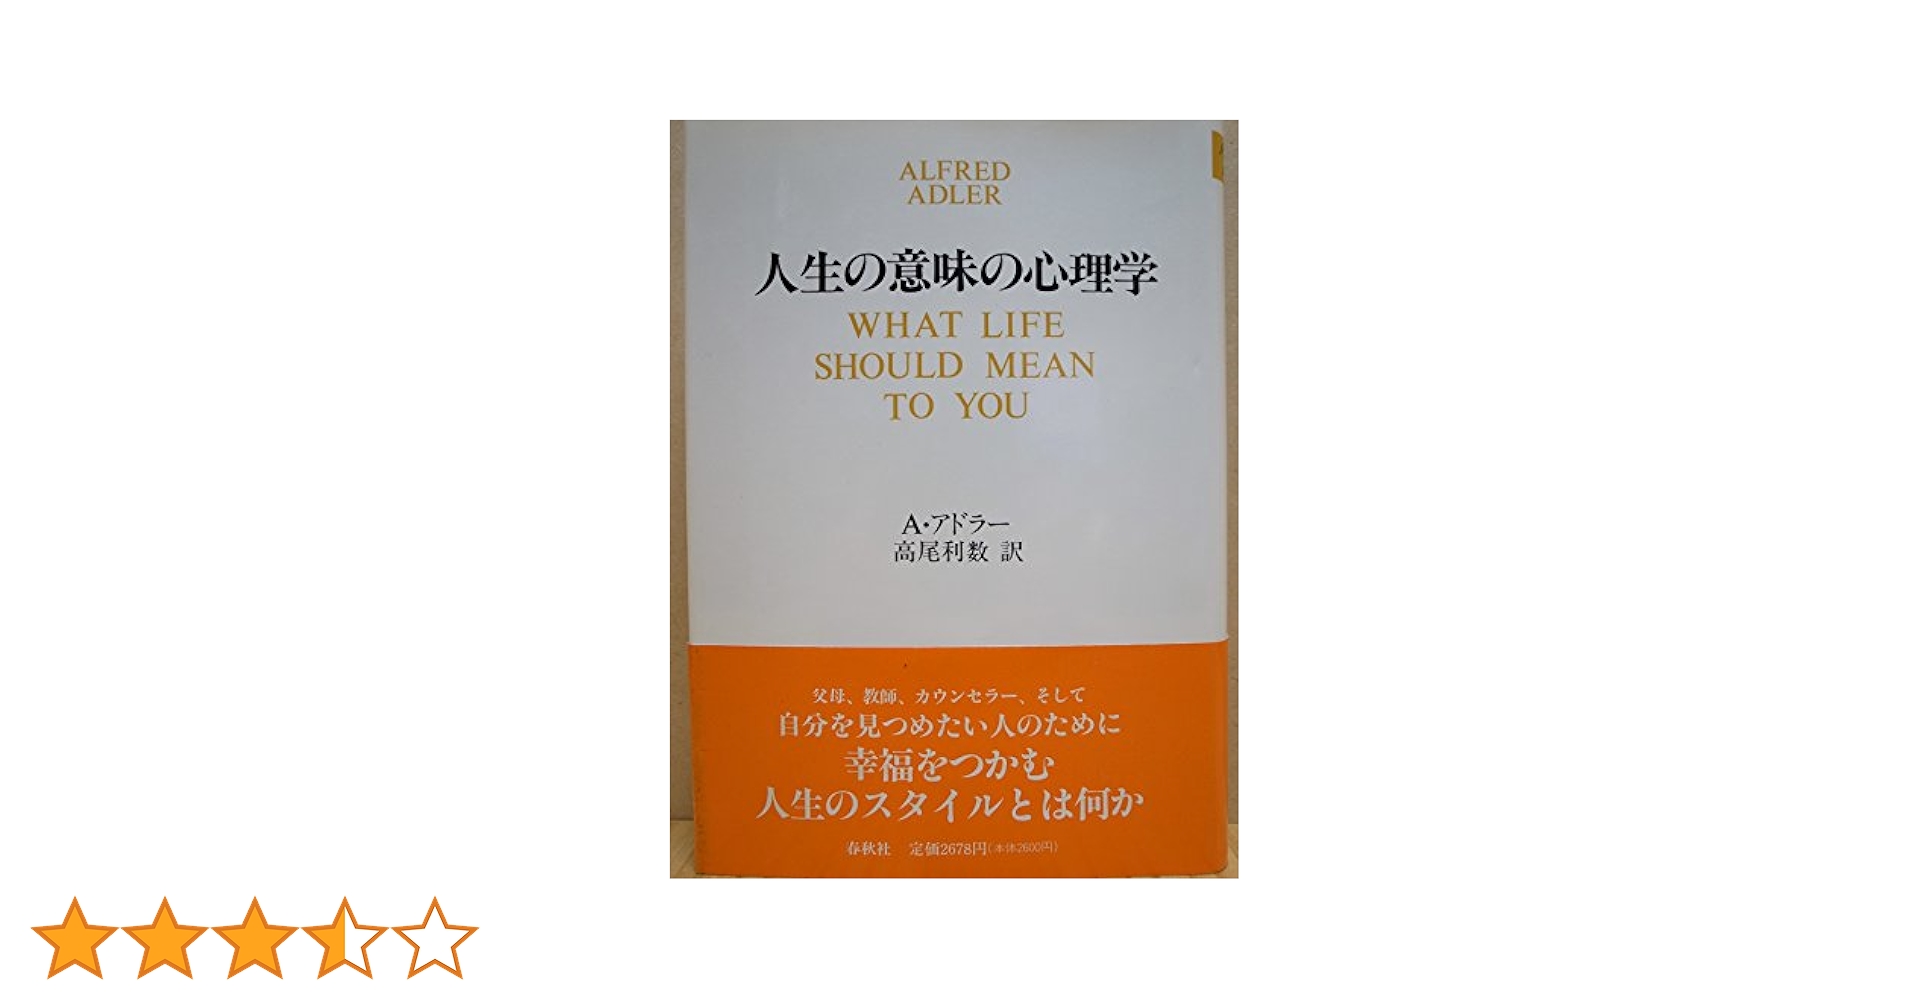 ALFRED
ADLER
人生の意味の心理学
WHAT LIFE
SHOULD MEAN
TO YOU
A・アドラー
高尾利数 訳
父母、教師、カウンセラー、そして
自分を見つめたい人のために
幸福をつかむ
人生のスタイルとは何か
春秋社 定価2678円(本体2600円)